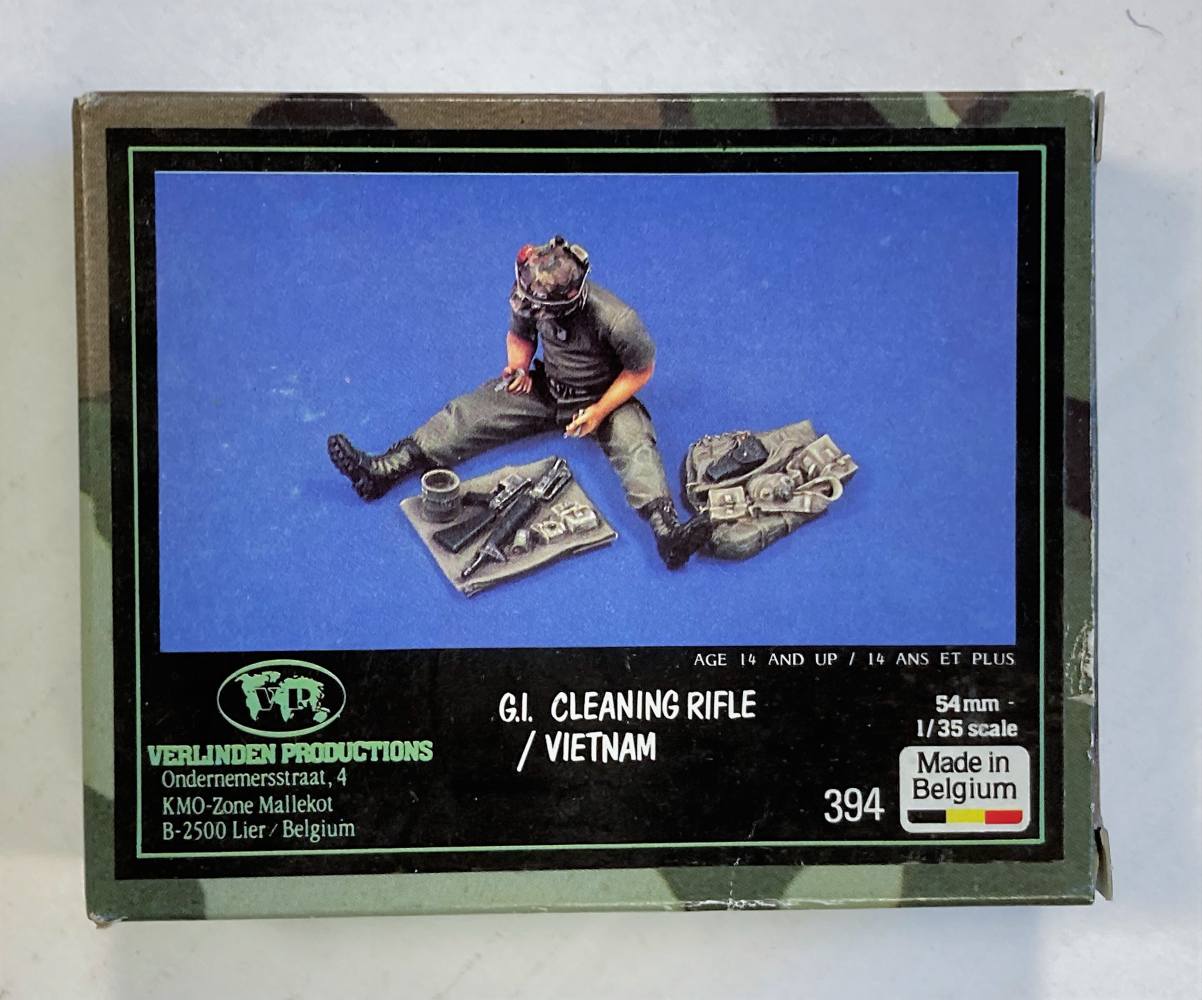 AGE 14 AND UP / 14 ANS ET PLUS
VP
VERLINDEN PRODUCTIONS
Ondernemersstraat, 4
KMO-Zone Mallekot
B-2500 Lier / Belgium
G.I. CLEANING RIFLE
/ VIETNAM
54mm -
1/35 scale
394
Made in
Belgium